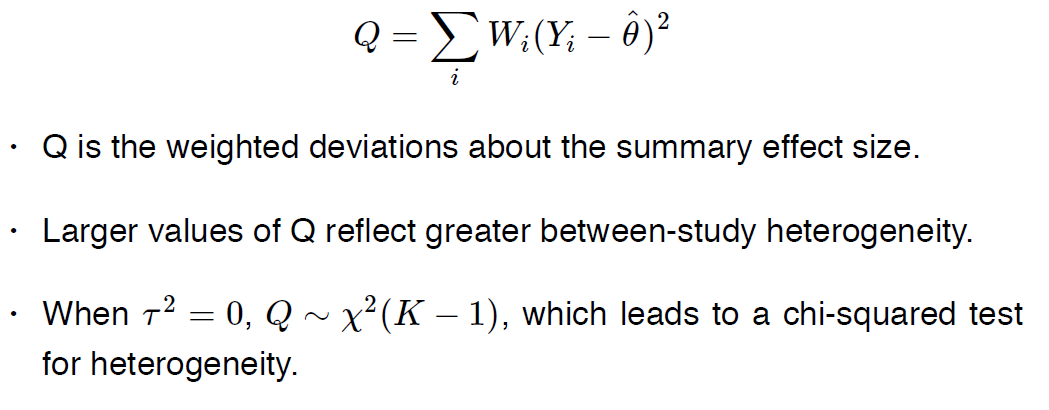 Q = ∑_i W_i(Y_i − θ̂)²
· Q is the weighted deviations about the summary effect size.
· Larger values of Q reflect greater between-study heterogeneity.
· When τ² = 0, Q ∼ χ²(K − 1), which leads to a chi-squared test
for heterogeneity.